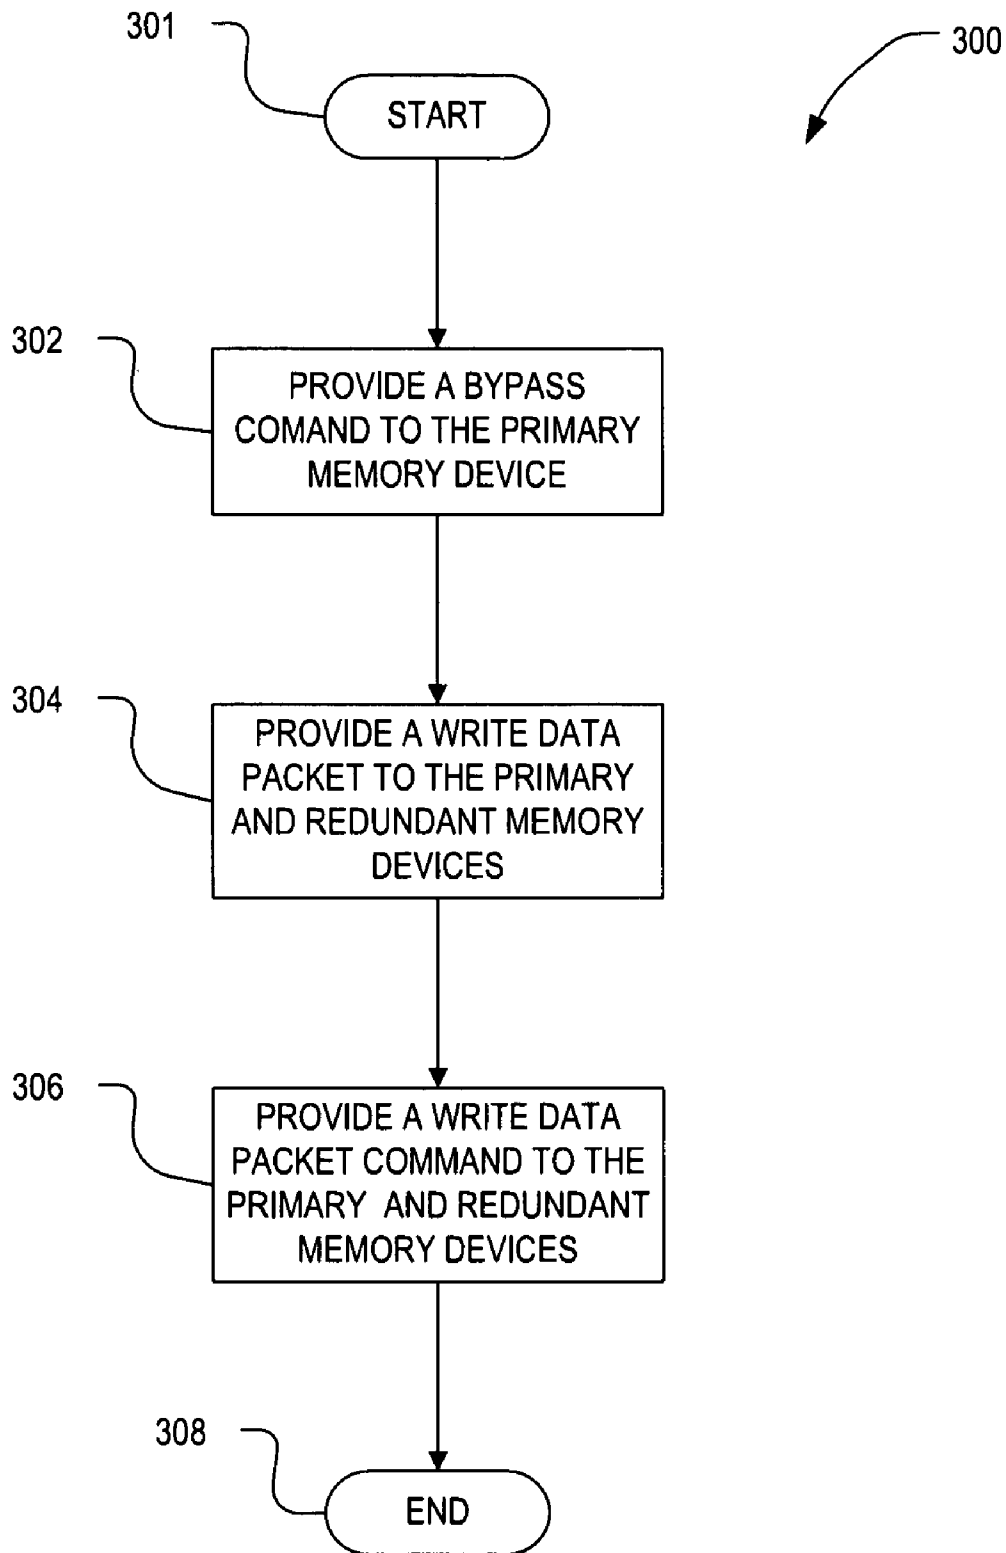 301
300
START
302
PROVIDE A BYPASS
COMAND TO THE PRIMARY
MEMORY DEVICE
304
PROVIDE A WRITE DATA
PACKET TO THE PRIMARY
AND REDUNDANT MEMORY
DEVICES
306
PROVIDE A WRITE DATA
PACKET COMMAND TO THE
PRIMARY AND REDUNDANT
MEMORY DEVICES
308
END